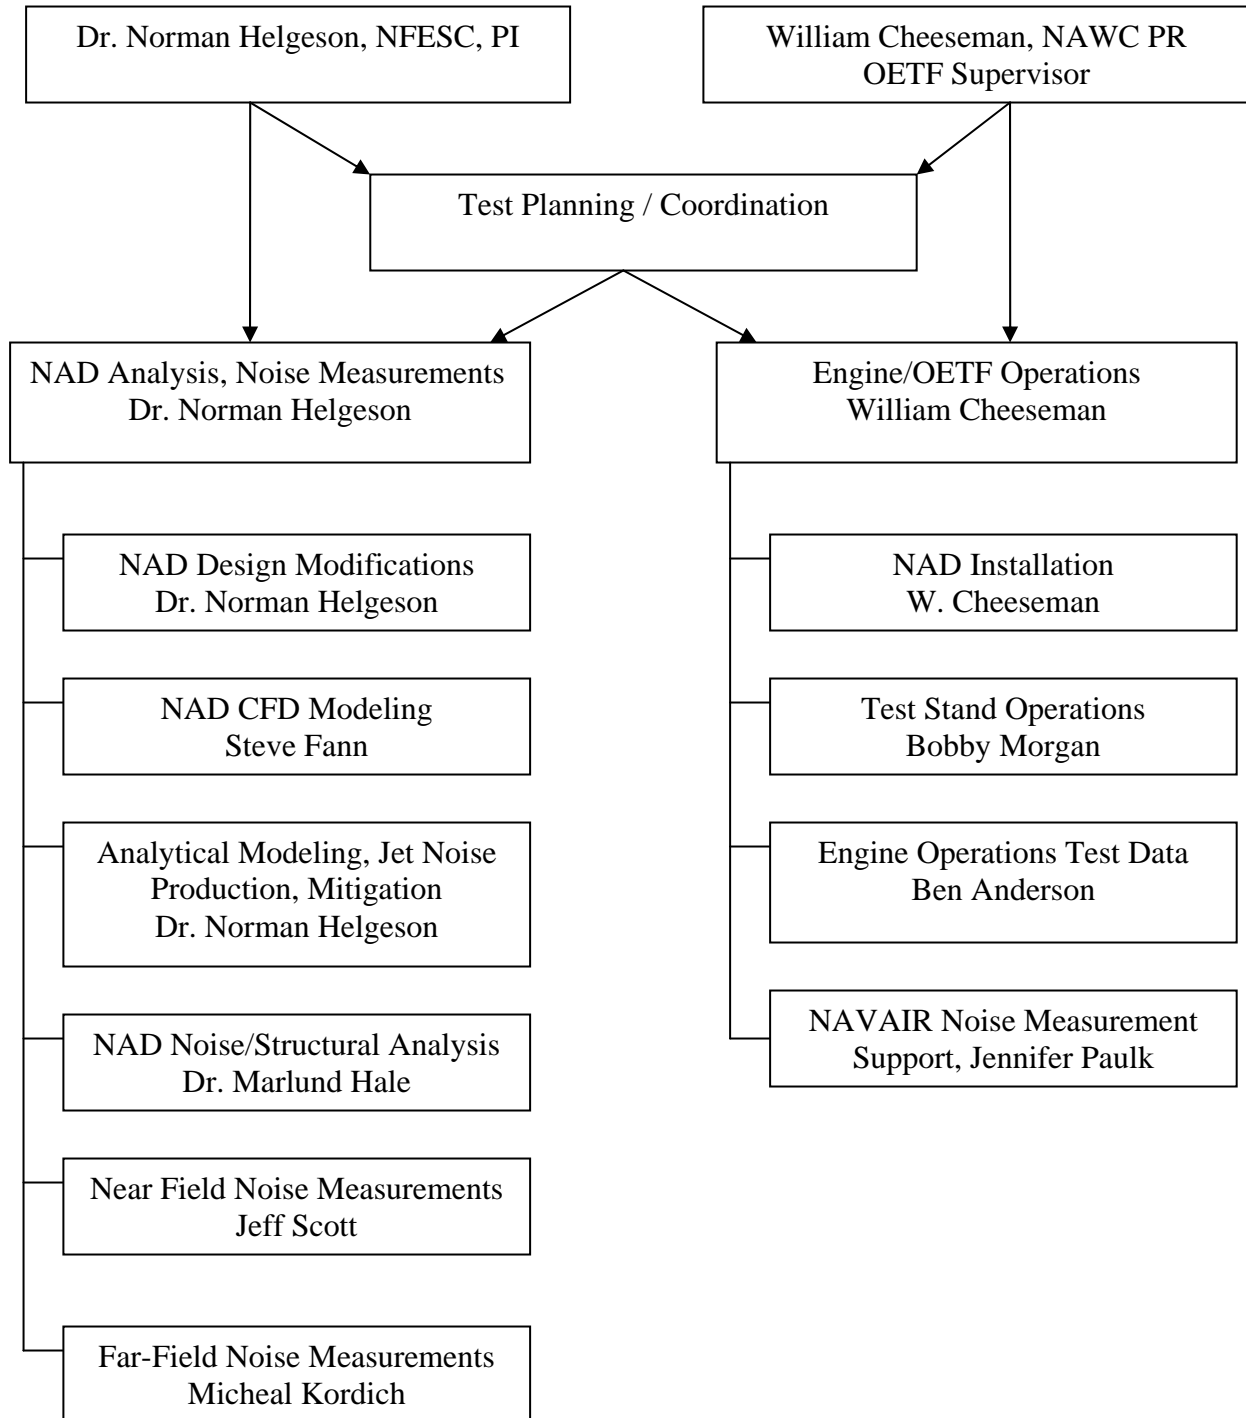 Dr. Norman Helgeson, NFESC, PI
William Cheeseman, NAWC PR
OETF Supervisor
Test Planning / Coordination
NAD Analysis, Noise Measurements
Dr. Norman Helgeson
Engine/OETF Operations
William Cheeseman
NAD Design Modifications
Dr. Norman Helgeson
NAD CFD Modeling
Steve Fann
Analytical Modeling, Jet Noise
Production, Mitigation
Dr. Norman Helgeson
NAD Noise/Structural Analysis
Dr. Marlund Hale
Near Field Noise Measurements
Jeff Scott
Far-Field Noise Measurements
Micheal Kordich
NAD Installation
W. Cheeseman
Test Stand Operations
Bobby Morgan
Engine Operations Test Data
Ben Anderson
NAVAIR Noise Measurement
Support, Jennifer Paulk